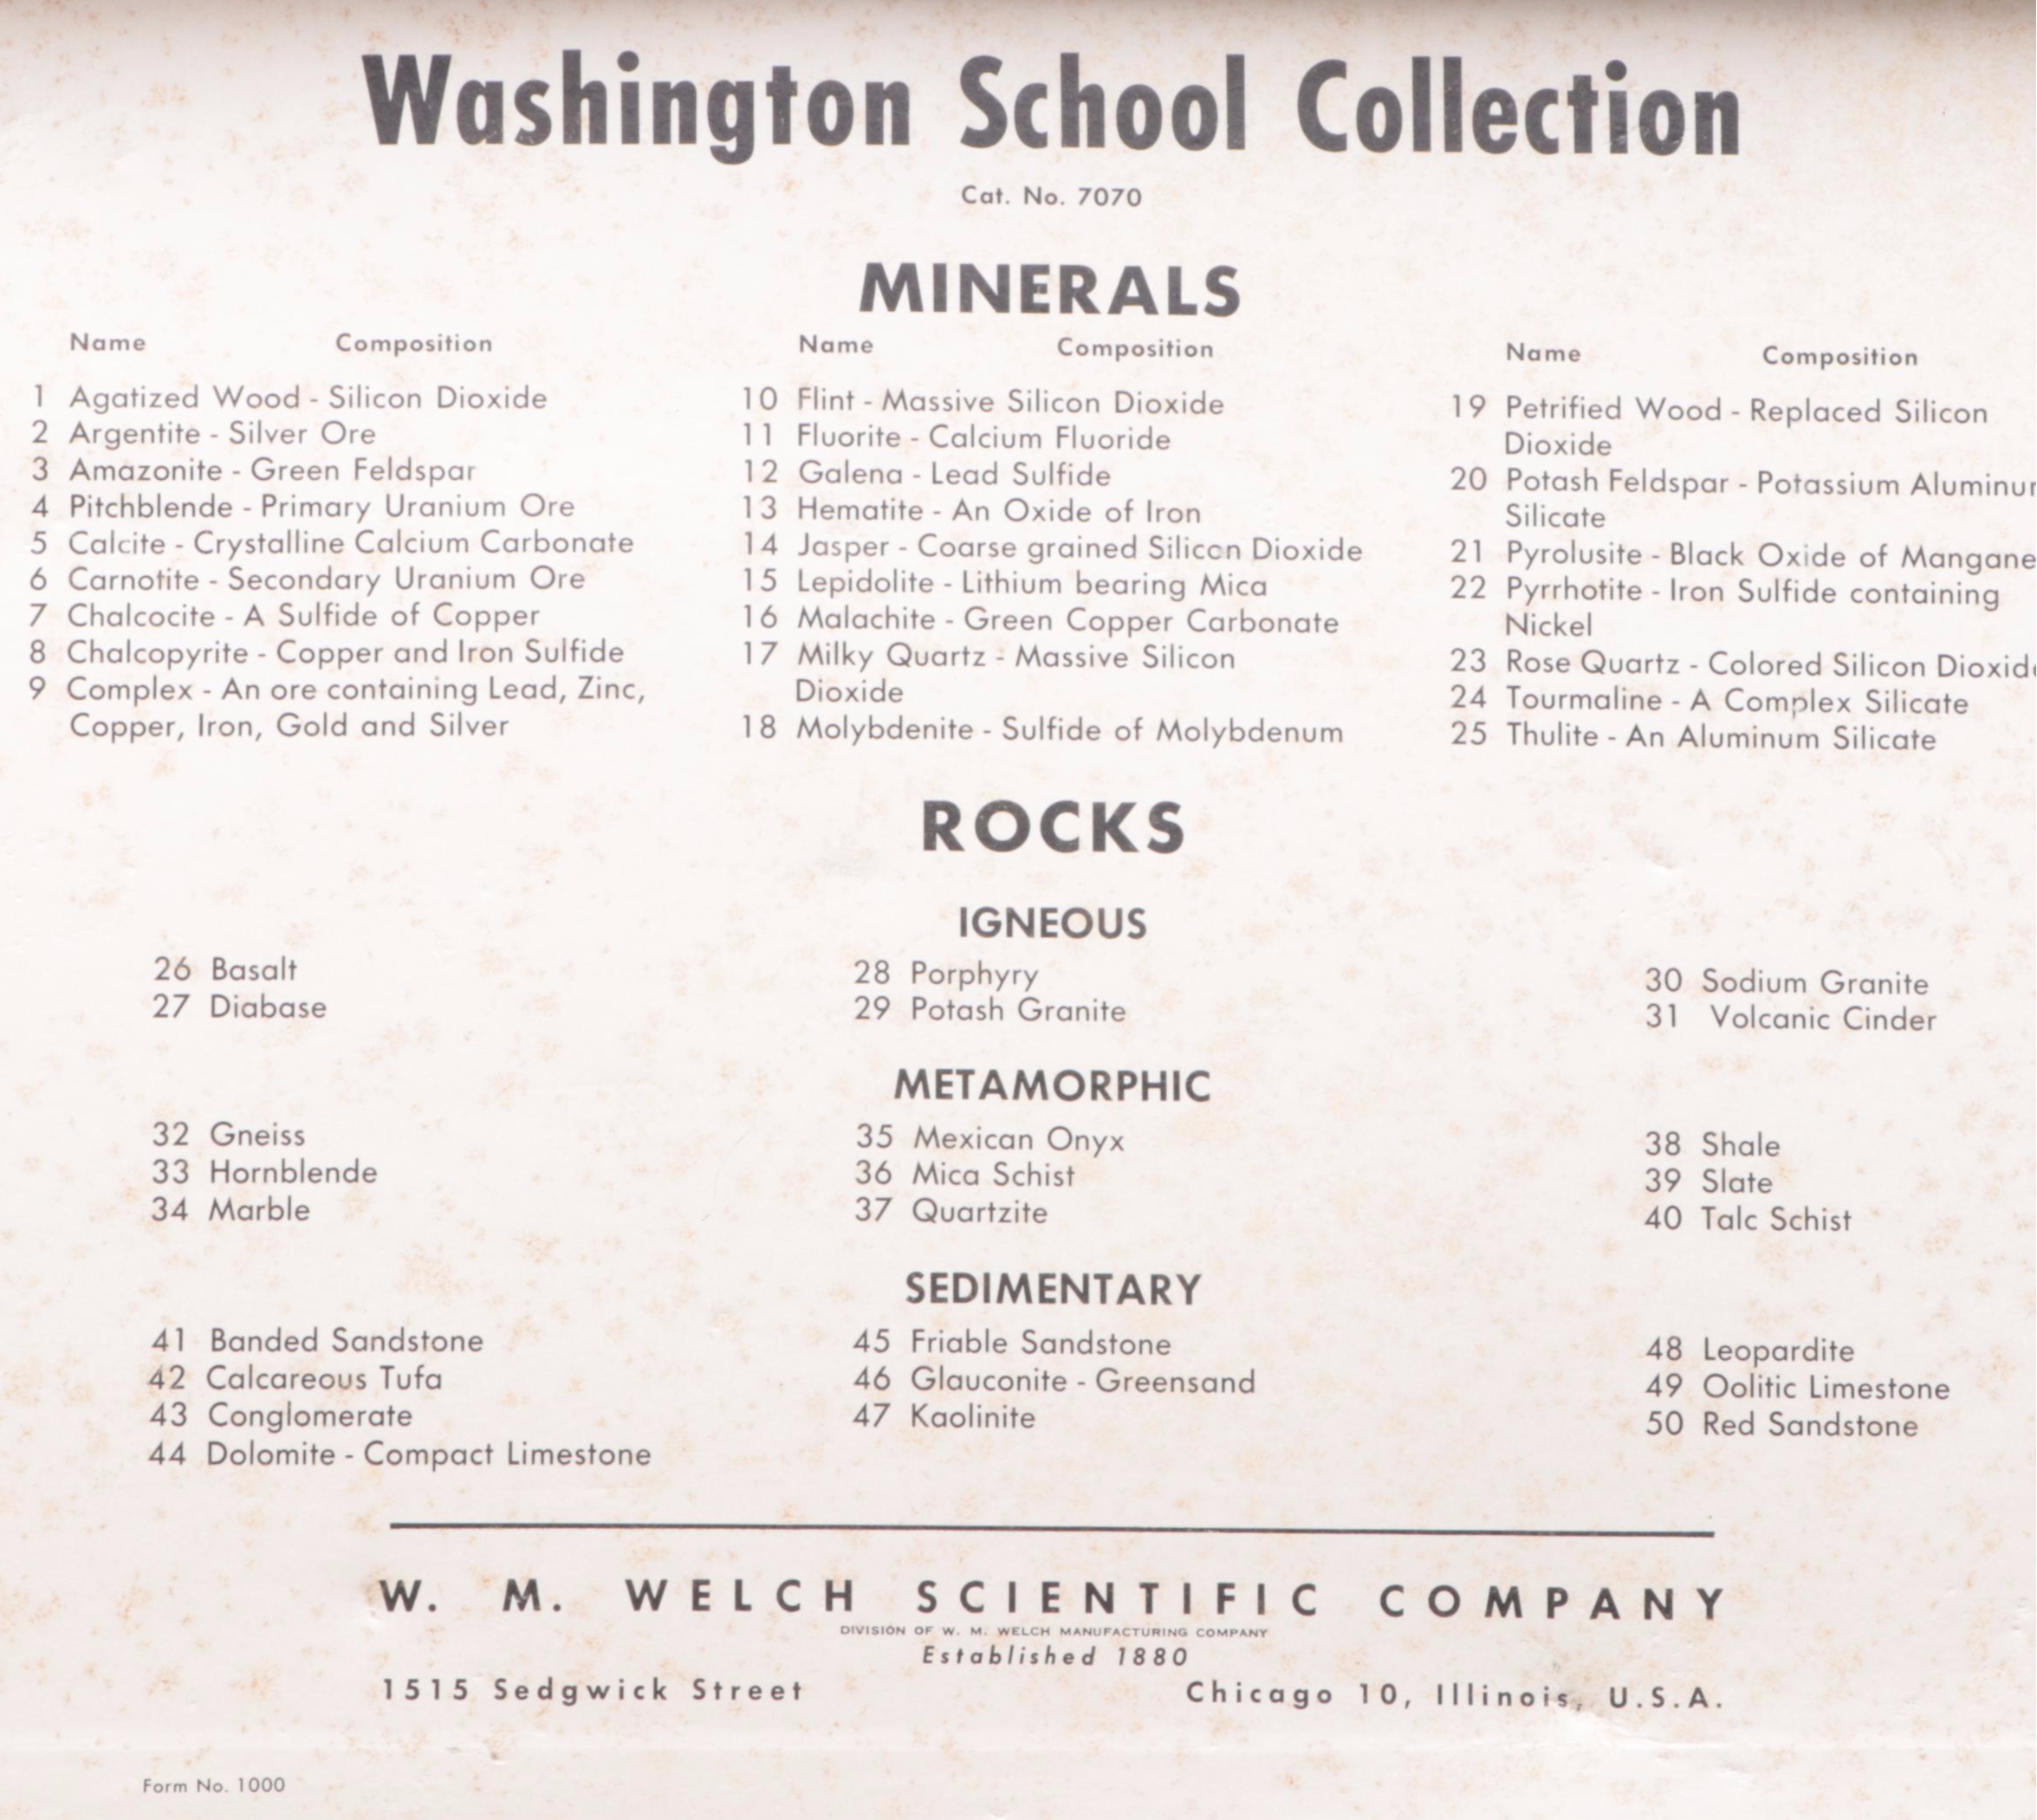 Washington School Collection
Cat. No. 7070
MINERALS
Name Composition
1 Agatized Wood - Silicon Dioxide
2 Argentite - Silver Ore
3 Amazonite - Green Feldspar
4 Pitchblende - Primary Uranium Ore
5 Calcite - Crystalline Calcium Carbonate
6 Carnotite - Secondary Uranium Ore
7 Chalcocite - A Sulfide of Copper
8 Chalcopyrite - Copper and Iron Sulfide
9 Complex - An ore containing Lead, Zinc,
Copper, Iron, Gold and Silver
Name Composition
10 Flint - Massive Silicon Dioxide
11 Fluorite - Calcium Fluoride
12 Galena - Lead Sulfide
13 Hematite - An Oxide of Iron
14 Jasper - Coarse grained Silicon Dioxide
15 Lepidolite - Lithium bearing Mica
16 Malachite - Green Copper Carbonate
17 Milky Quartz - Massive Silicon
Dioxide
18 Molybdenite - Sulfide of Molybdenum
Name Composition
19 Petrified Wood - Replaced Silicon
Dioxide
20 Potash Feldspar - Potassium Aluminu
Silicate
21 Pyrolusite - Black Oxide of Mangane
22 Pyrrhotite - Iron Sulfide containing
Nickel
23 Rose Quartz - Colored Silicon Dioxid
24 Tourmaline - A Complex Silicate
25 Thulite - An Aluminum Silicate
ROCKS
IGNEOUS
26 Basalt
27 Diabase
28 Porphyry
29 Potash Granite
30 Sodium Granite
31 Volcanic Cinder
METAMORPHIC
32 Gneiss
33 Hornblende
34 Marble
35 Mexican Onyx
36 Mica Schist
37 Quartzite
38 Shale
39 Slate
40 Talc Schist
SEDIMENTARY
41 Banded Sandstone
42 Calcareous Tufa
43 Conglomerate
44 Dolomite - Compact Limestone
45 Friable Sandstone
46 Glauconite - Greensand
47 Kaolinite
48 Leopardite
49 Oolitic Limestone
50 Red Sandstone
W. M. WELCH SCIENTIFIC COMPANY
DIVISION OF W. M. WELCH MANUFACTURING COMPANY
Established 1880
1515 Sedgwick Street Chicago 10, Illinois, U.S.A.
Form No. 1000